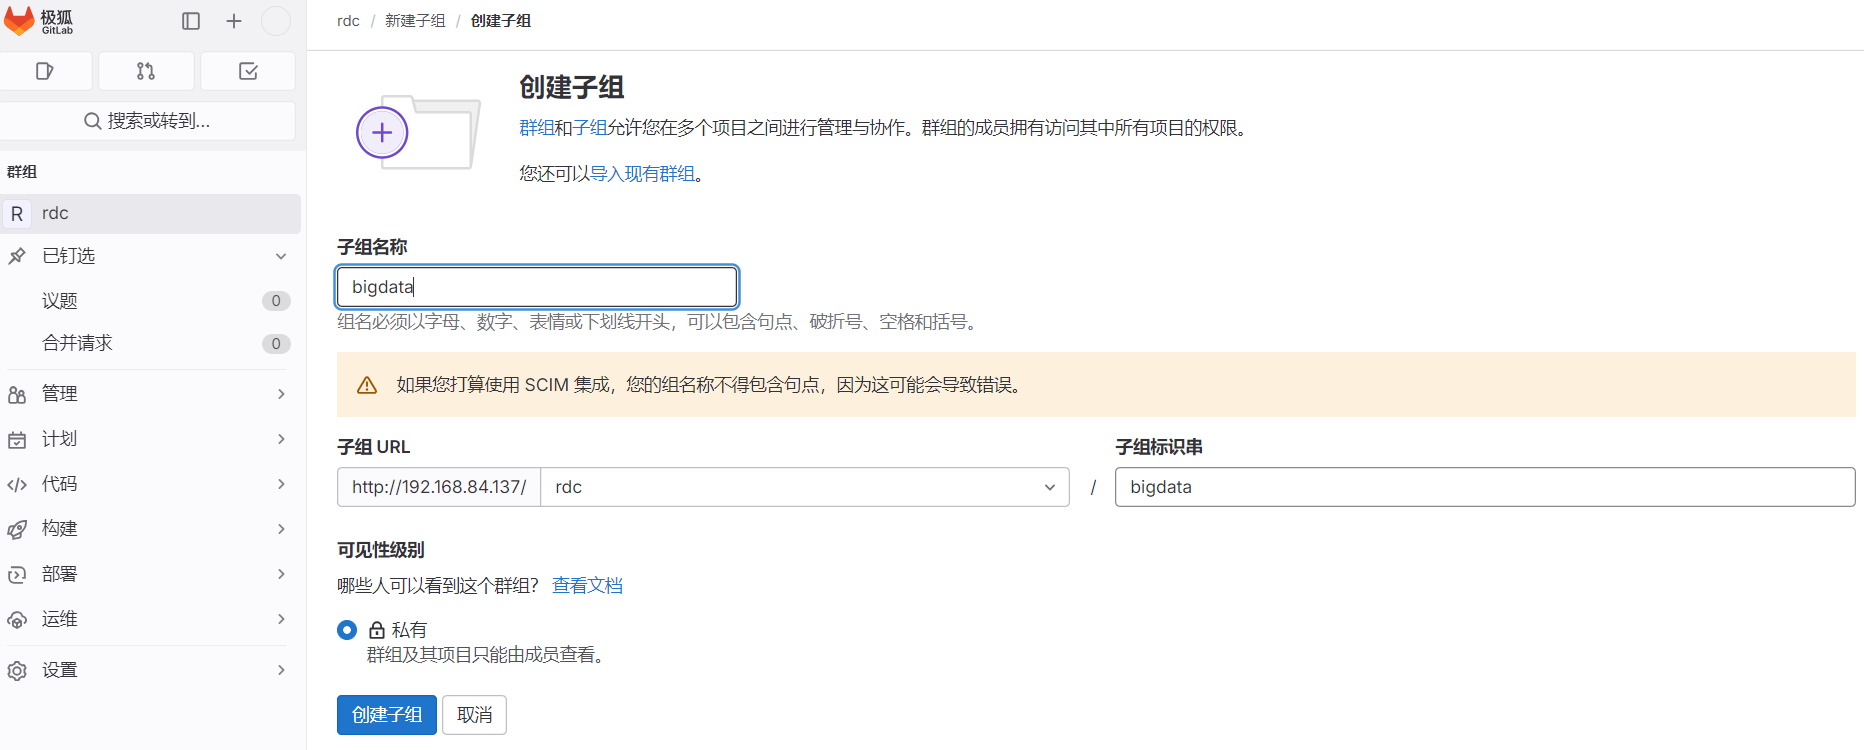 极狐
GitLab
搜索或转到...
群组
R rdc
已钉选
议题 0
合并请求 0
管理
计划
代码
构建
部署
运维
设置
rdc / 新建子组 / 创建子组
创建子组
群组和子组允许您在多个项目之间进行管理与协作。群组的成员拥有访问其中所有项目的权限。
您还可以导入现有群组。
子组名称
bigdata
组名必须以字母、数字、表情或下划线开头，可以包含句点、破折号、空格和括号。
如果您打算使用 SCIM 集成，您的组名称不得包含句点，因为这可能会导致错误。
子组 URL 子组标识串
http://192.168.84.137/ rdc / bigdata
可见性级别
哪些人可以看到这个群组？ 查看文档
私有
群组及其项目只能由成员查看。
创建子组 取消